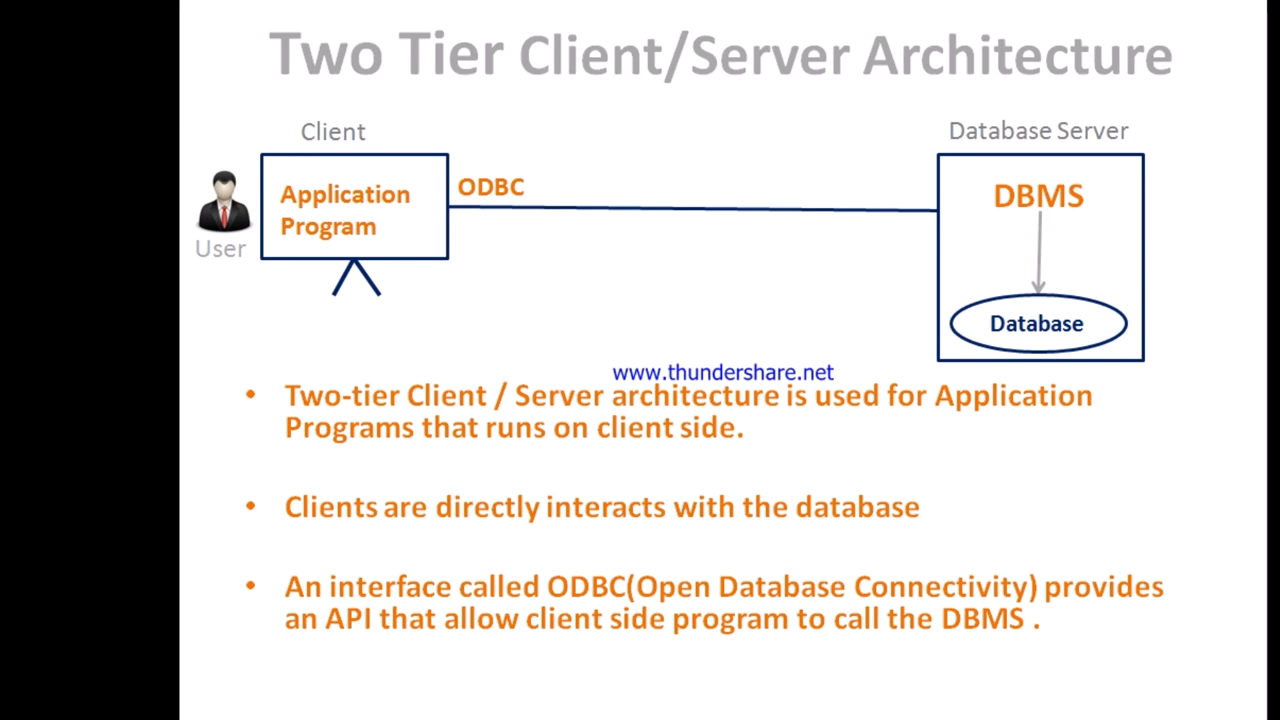 Two Tier Client/Server Architecture
Client
Database Server
Application
Program
ODBC
DBMS
User
Database
www.thundershare.net
• Two-tier Client / Server architecture is used for Application
Programs that runs on client side.
• Clients are directly interacts with the database
• An interface called ODBC(Open Database Connectivity) provides
an API that allow client side program to call the DBMS .